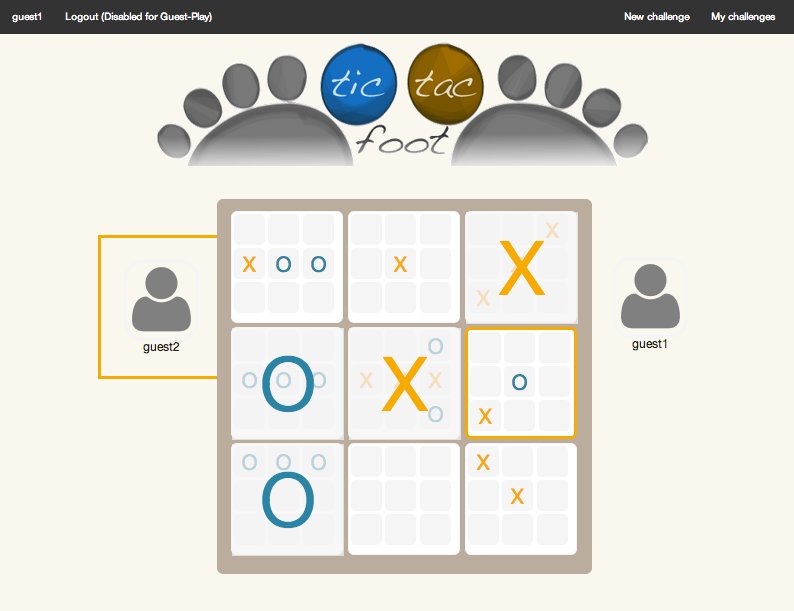 guest1 Logout (Disabled for Guest-Play) New challenge My challenges
tic tac
foot
X
X O O X X
X
guest2 guest1
O
O O O X X X O
O
X
O O O X
O X